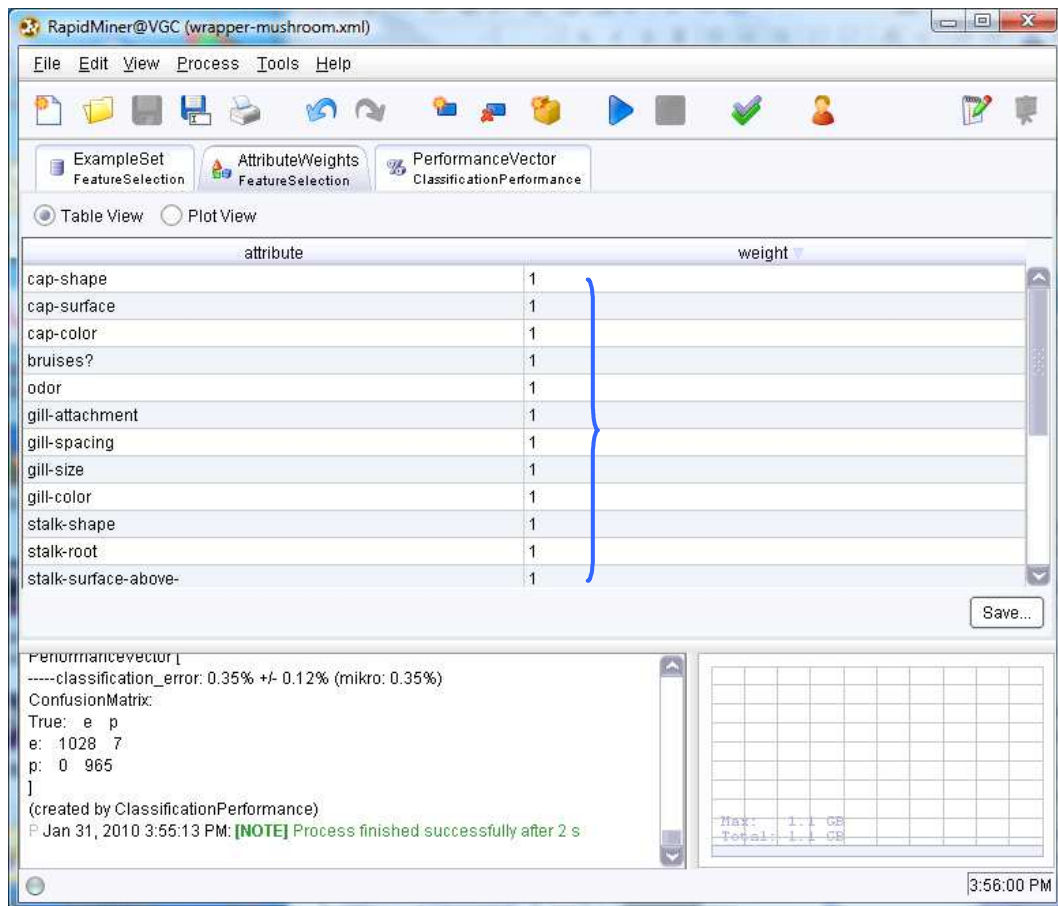 RapidMiner@VGC (wrapper-mushroom.xml)
File Edit View Process Tools Help
ExampleSet
FeatureSelection
AttributeWeights
FeatureSelection
%
PerformanceVector
ClassificationPerformance
Table View Plot View
attribute weight
cap-shape 1
cap-surface 1
cap-color 1
bruises? 1
odor 1
gill-attachment 1
gill-spacing 1
gill-size 1
gill-color 1
stalk-shape 1
stalk-root 1
stalk-surface-above- 1
Save...
PerformanceVector [
-----classification_error: 0.35% +/- 0.12% (mikro: 0.35%)
ConfusionMatrix:
True: e p
e: 1028 7
p: 0 965
]
(created by ClassificationPerformance)
P Jan 31, 2010 3:55:13 PM: [NOTE] Process finished successfully after 2 s
Max: 1.1 GB
Total: 1.1 GB
3:56:00 PM